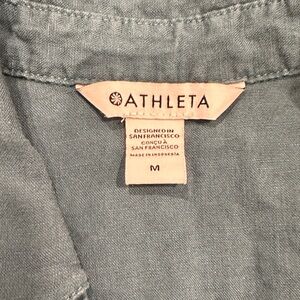 ATHLETA
DESIGNED IN
SAN FRANCISCO
CONÇU À
SAN FRANCISCO
MADE IN INDONESIA
M